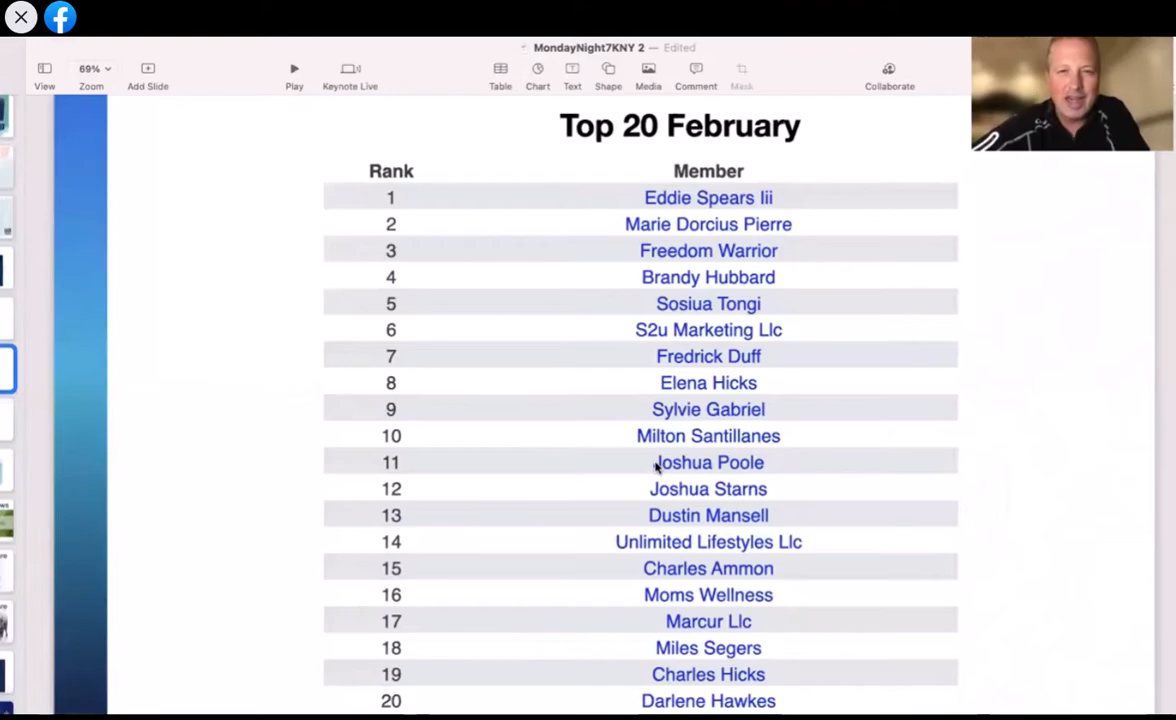 MondayNight7KNY 2 — Edited
69%
View Zoom Add Slide Play Keynote Live Table Chart Text Shape Media Comment Mask Collaborate
Top 20 February
Rank Member
1 Eddie Spears Iii
2 Marie Dorcius Pierre
3 Freedom Warrior
4 Brandy Hubbard
5 Sosiua Tongi
6 S2u Marketing Llc
7 Fredrick Duff
8 Elena Hicks
9 Sylvie Gabriel
10 Milton Santillanes
11 Joshua Poole
12 Joshua Starns
13 Dustin Mansell
14 Unlimited Lifestyles Llc
15 Charles Ammon
16 Moms Wellness
17 Marcur Llc
18 Miles Segers
19 Charles Hicks
20 Darlene Hawkes